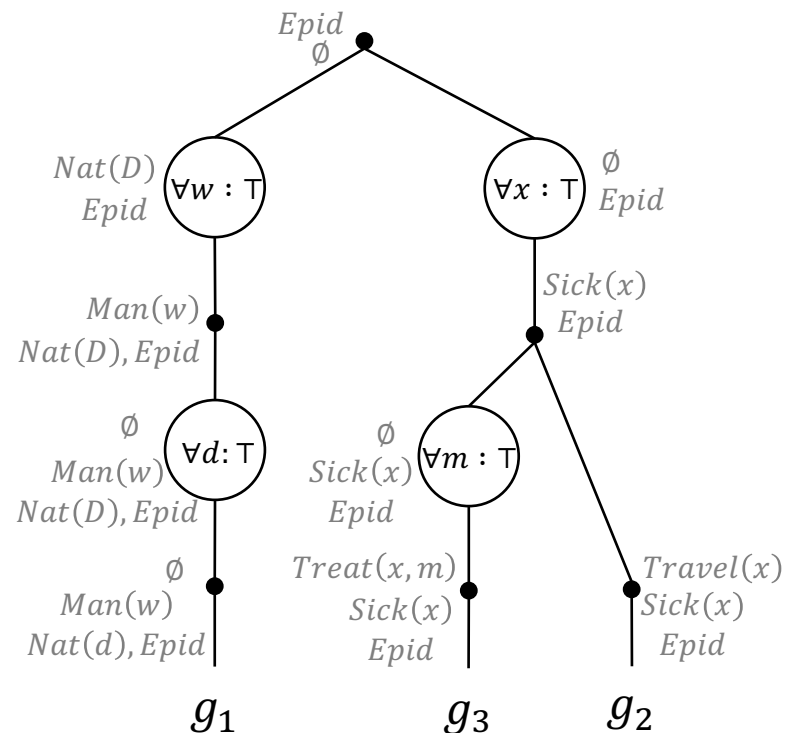 Epid
∅
Nat(D)
Epid
∀w : ⊤
∀x : ⊤
∅
Epid
Man(w)
Nat(D), Epid
Sick(x)
Epid
∅
Man(w)
Nat(D), Epid
∀d: ⊤
∅
Sick(x)
Epid
∀m : ⊤
∅
Man(w)
Nat(d), Epid
Treat(x, m)
Sick(x)
Epid
Travel(x)
Sick(x)
Epid
g₁
g₃
g₂